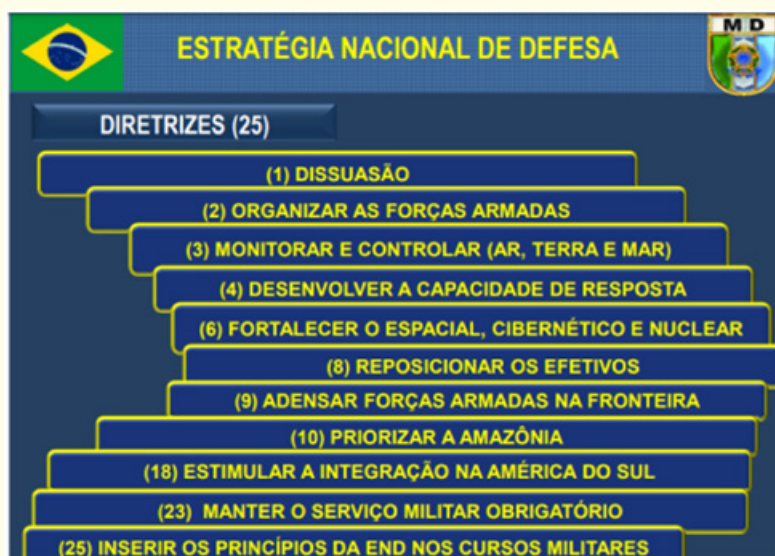 ESTRATÉGIA NACIONAL DE DEFESA
M D
DIRETRIZES (25)
(1) DISSUASÃO
(2) ORGANIZAR AS FORÇAS ARMADAS
(3) MONITORAR E CONTROLAR (AR, TERRA E MAR)
(4) DESENVOLVER A CAPACIDADE DE RESPOSTA
(6) FORTALECER O ESPACIAL, CIBERNÉTICO E NUCLEAR
(8) REPOSICIONAR OS EFETIVOS
(9) ADENSAR FORÇAS ARMADAS NA FRONTEIRA
(10) PRIORIZAR A AMAZÔNIA
(18) ESTIMULAR A INTEGRAÇÃO NA AMÉRICA DO SUL
(23) MANTER O SERVIÇO MILITAR OBRIGATÓRIO
(25) INSERIR OS PRINCÍPIOS DA END NOS CURSOS MILITARES